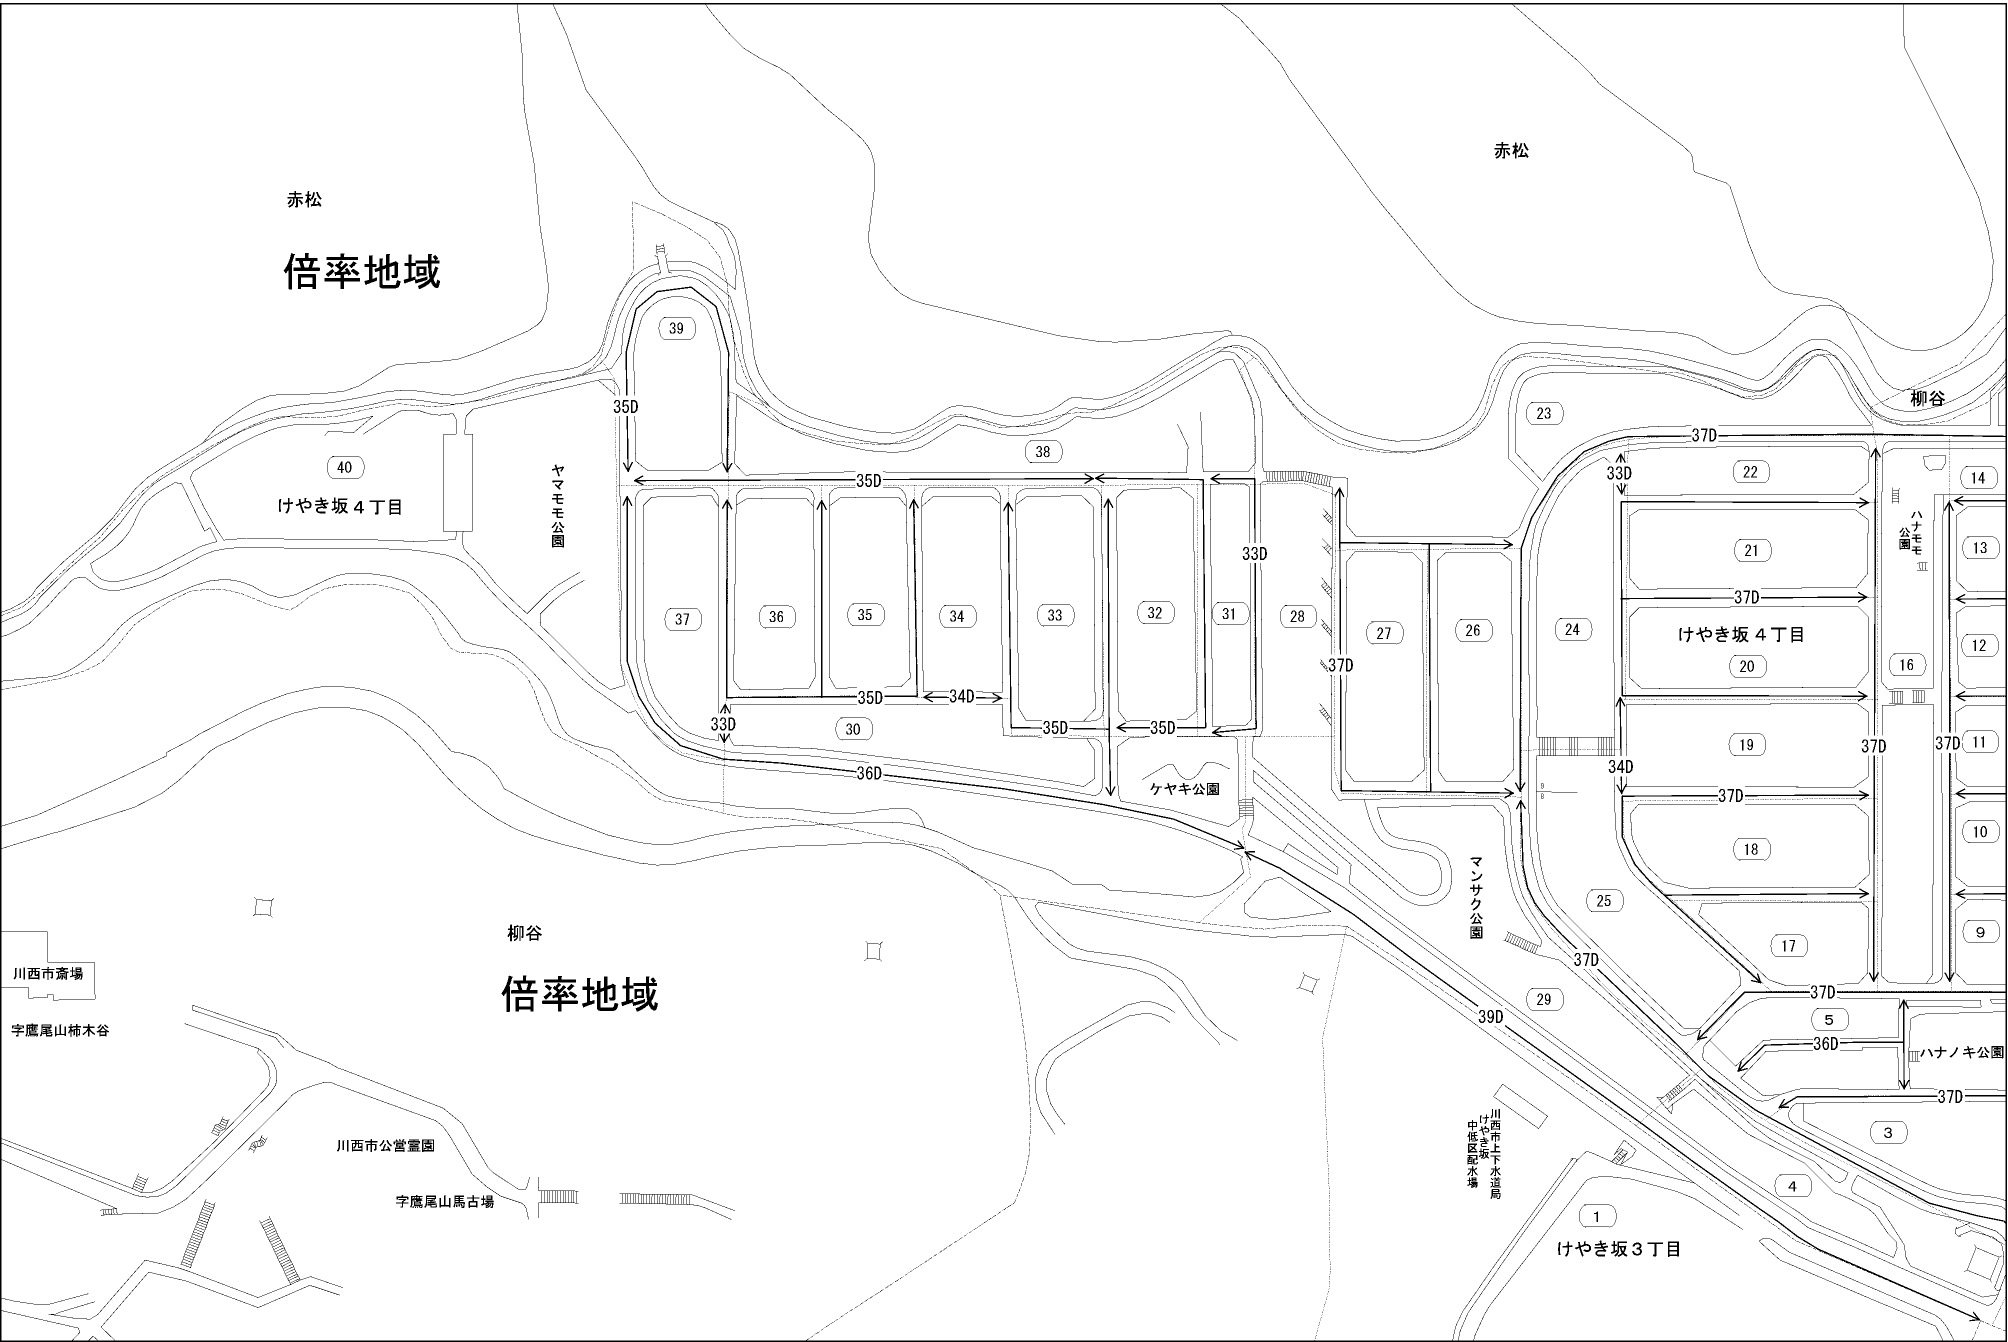 赤松
赤松
倍率地域
39
柳谷
35D
23
37D
38
22
33D
40
14
35D
けやき坂4丁目
ヤマモモ公園
ハナモモ公園
13
21
33D
37D
37
36
35
34
33
32
31
28
27
26
24
けやき坂4丁目
12
20
16
37D
35D
34D
33D
30
35D
35D
19
37D
37D
11
34D
36D
ケヤキ公園
37D
10
18
マンサク公園
25
柳谷
9
17
37D
川西市斎場
倍率地域
29
37D
39D
5
字鷹尾山柿木谷
36D
ハナノキ公園
37D
川西市上下水道局
けやき坂
中低区配水場
3
川西市公営霊園
4
字鷹尾山馬古場
1
けやき坂3丁目